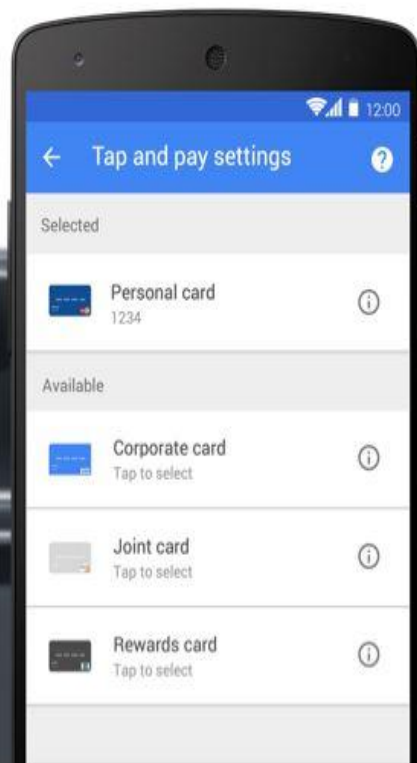 12:00
Tap and pay settings
?
Selected
Personal card
1234
Available
Corporate card
Tap to select
Joint card
Tap to select
Rewards card
Tap to select